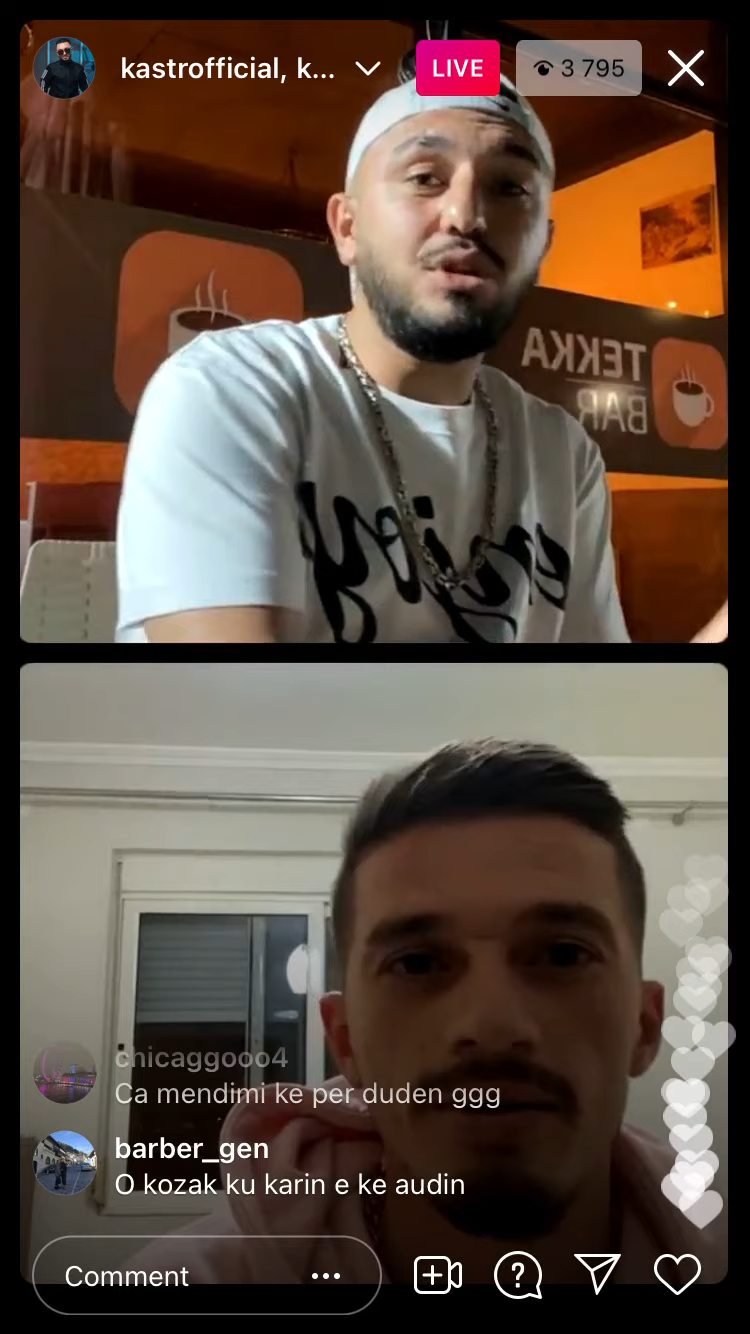 kastrofficial, k...
LIVE
3 795
TEKKA
BAR
enjoy
chicaggooo4
Ca mendimi ke per duden ggg
barber_gen
O kozak ku karin e ke audin
Comment